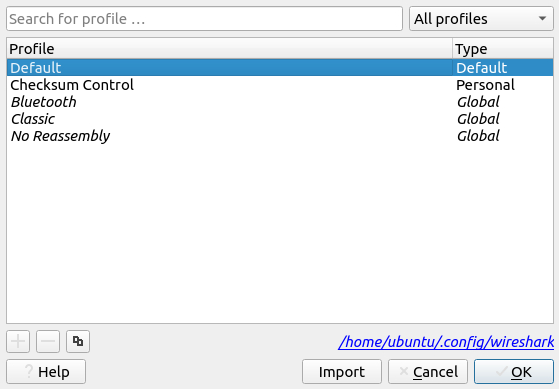 Search for profile … All profiles
Profile Type
Default Default
Checksum Control Personal
Bluetooth Global
Classic Global
No Reassembly Global
/home/ubuntu/.config/wireshark
? Help Import Cancel OK